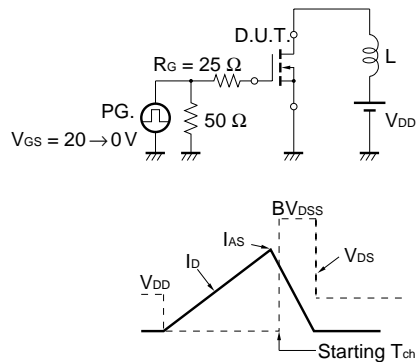 D.U.T.
RG = 25 Ω
L
PG.
50 Ω
VDD
VGS = 20 → 0 V
BVDSS
IAS
VDS
ID
VDD
Starting Tch